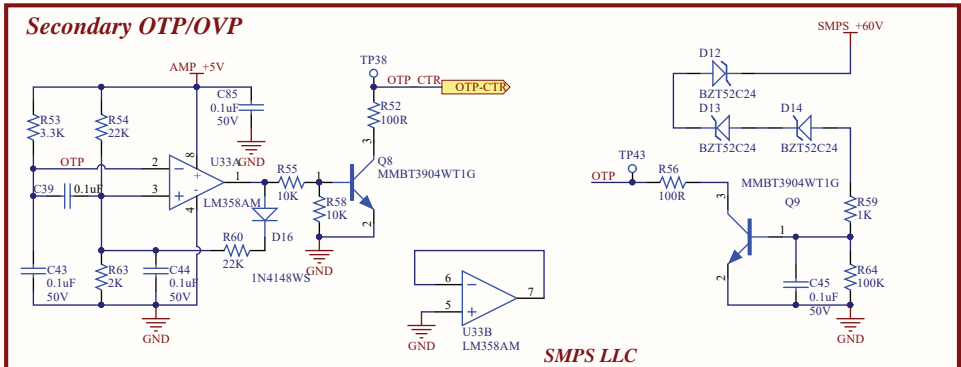 Secondary OTP/OVP
SMPS_+60V
AMP_+5V
TP38
OTP_CTR
OTP-CTR
D12
BZT52C24
D13
D14
BZT52C24
BZT52C24
R53
3.3K
R54
22K
C85
0.1uF
50V
GND
R52
100R
3
OTP
2
8
U33A
C39
0.1uF
3
1
4
LM358AM
R55
10K
1
Q8
MMBT3904WT1G
R58
10K
2
D16
1N4148WS
GND
R60
22K
C43
0.1uF
50V
R63
2K
C44
0.1uF
50V
GND
6
5
7
U33B
LM358AM
GND
TP43
OTP
R56
100R
MMBT3904WT1G
3
Q9
1
2
R59
1K
R64
100K
C45
0.1uF
50V
GND
SMPS LLC